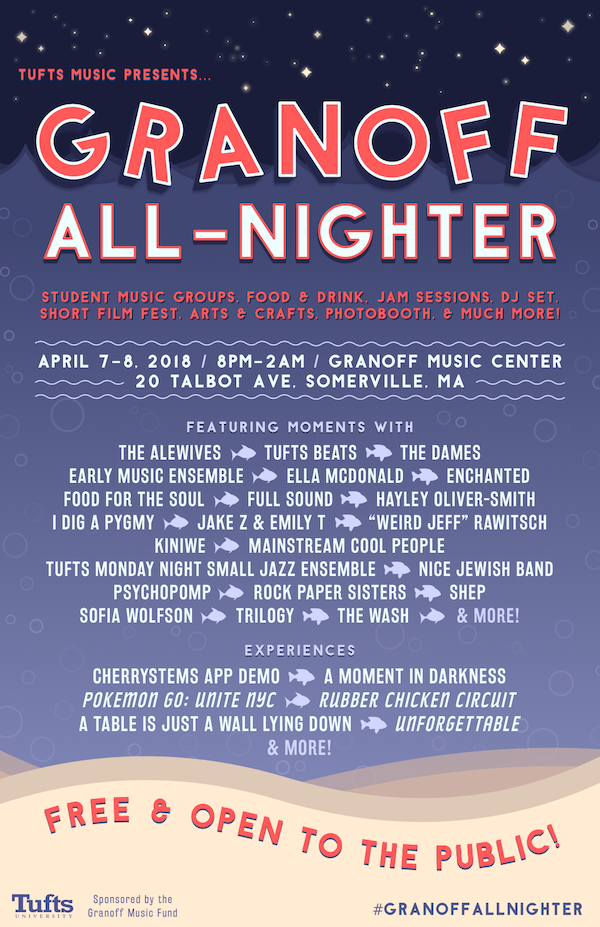 TUFTS MUSIC PRESENTS...
GRANOFF
ALL-NIGHTER
STUDENT MUSIC GROUPS, FOOD & DRINK, JAM SESSIONS, DJ SET,
SHORT FILM FEST, ARTS & CRAFTS, PHOTOBOOTH, & MUCH MORE!
APRIL 7-8, 2018 / 8PM-2AM / GRANOFF MUSIC CENTER
20 TALBOT AVE, SOMERVILLE, MA
FEATURING MOMENTS WITH
THE ALEWIVES TUFTS BEATS THE DAMES
EARLY MUSIC ENSEMBLE ELLA MCDONALD ENCHANTED
FOOD FOR THE SOUL FULL SOUND HAYLEY OLIVER-SMITH
I DIG A PYGMY JAKE Z & EMILY T “WEIRD JEFF” RAWITSCH
KINIWE MAINSTREAM COOL PEOPLE
TUFTS MONDAY NIGHT SMALL JAZZ ENSEMBLE NICE JEWISH BAND
PSYCHOPOMP ROCK PAPER SISTERS SHEP
SOFIA WOLFSON TRILOGY THE WASH & MORE!
EXPERIENCES
CHERRYSTEMS APP DEMO A MOMENT IN DARKNESS
POKEMON GO: UNITE NYC RUBBER CHICKEN CIRCUIT
A TABLE IS JUST A WALL LYING DOWN UNFORGETTABLE
& MORE!
FREE & OPEN TO THE PUBLIC!
Tufts
UNIVERSITY
Sponsored by the
Granoff Music Fund
#GRANOFFALLNIGHTER